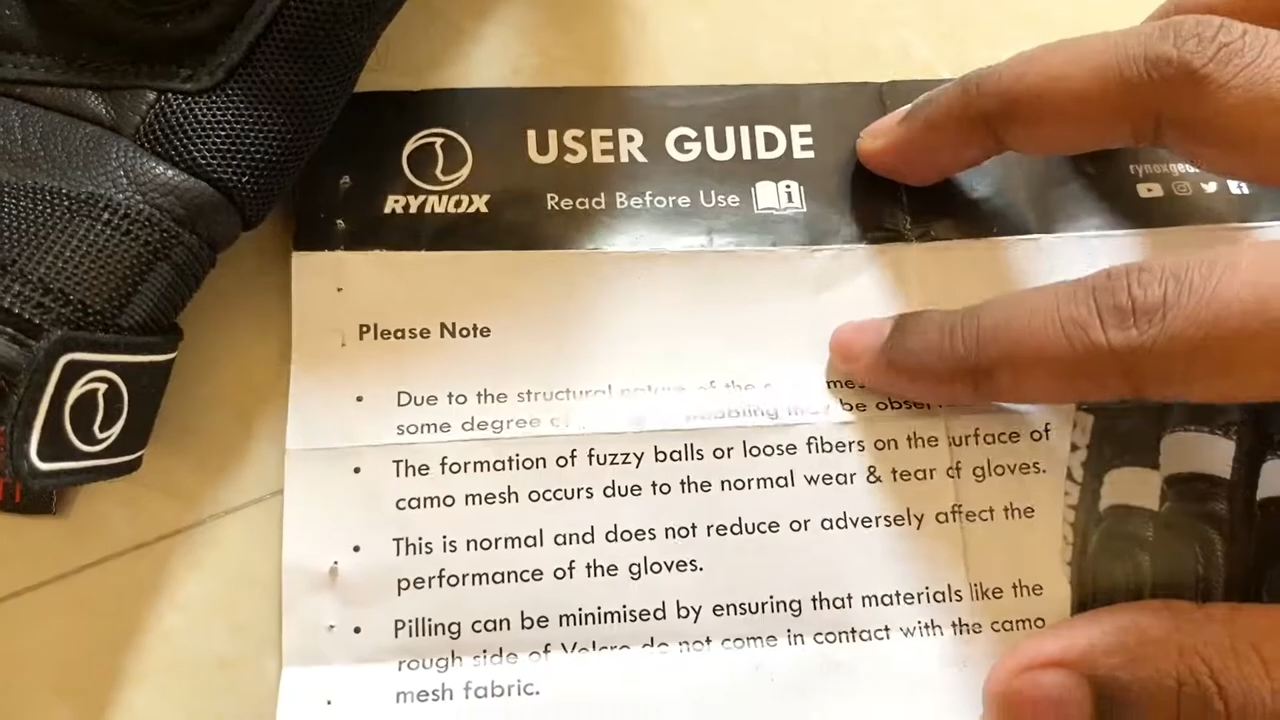 USER GUIDE
RYNOX
Read Before Use
Please Note
• Due to the structural nature of the
some degree be obser
• The formation of fuzzy balls or loose fibers on the surface of
camo mesh occurs due to the normal wear & tear of gloves.
• This is normal and does not reduce or adversely affect the
performance of the gloves.
• Pilling can be minimised by ensuring that materials like the
rough side of Velcro do not come in contact with the camo
mesh fabric.